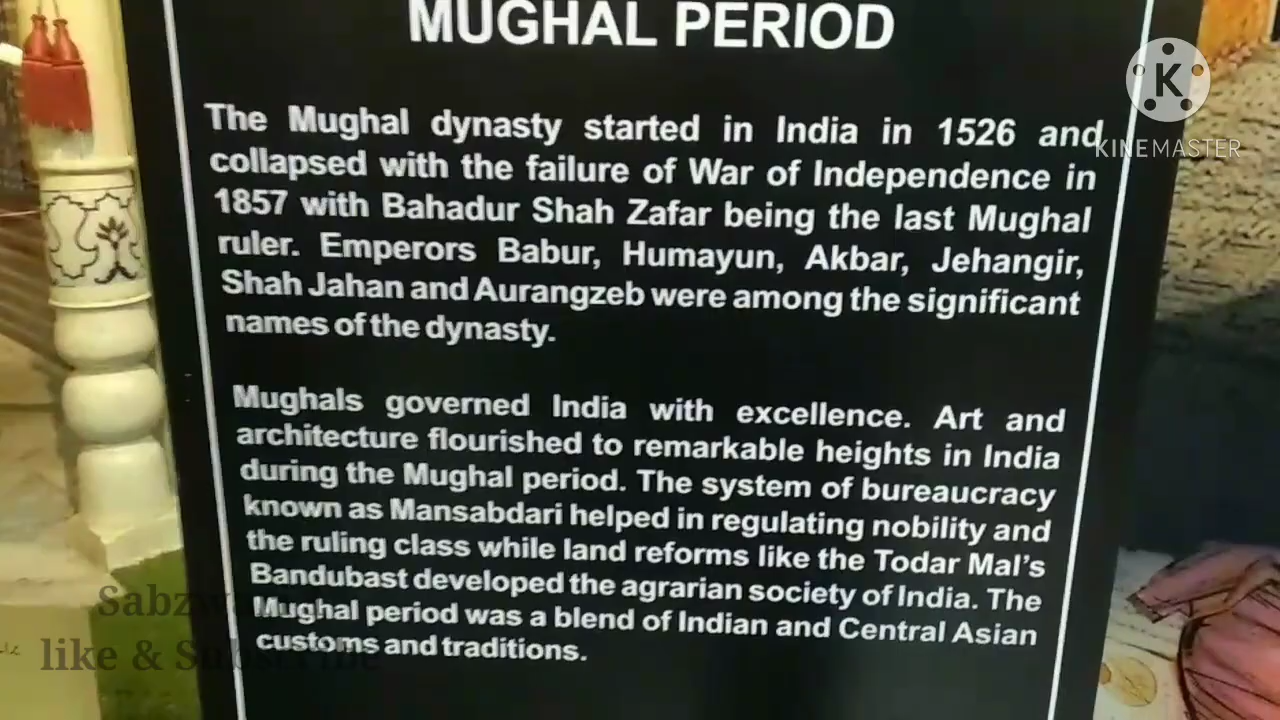 MUGHAL PERIOD
The Mughal dynasty started in India in 1526 and
collapsed with the failure of War of Independence in
1857 with Bahadur Shah Zafar being the last Mughal
ruler. Emperors Babur, Humayun, Akbar, Jehangir,
Shah Jahan and Aurangzeb were among the significant
names of the dynasty.
Mughals governed India with excellence. Art and
architecture flourished to remarkable heights in India
during the Mughal period. The system of bureaucracy
known as Mansabdari helped in regulating nobility and
the ruling class while land reforms like the Todar Mal's
Bandubast developed the agrarian society of India. The
Mughal period was a blend of Indian and Central Asian
customs and traditions.
K
KINEMASTER
like & Subscribe